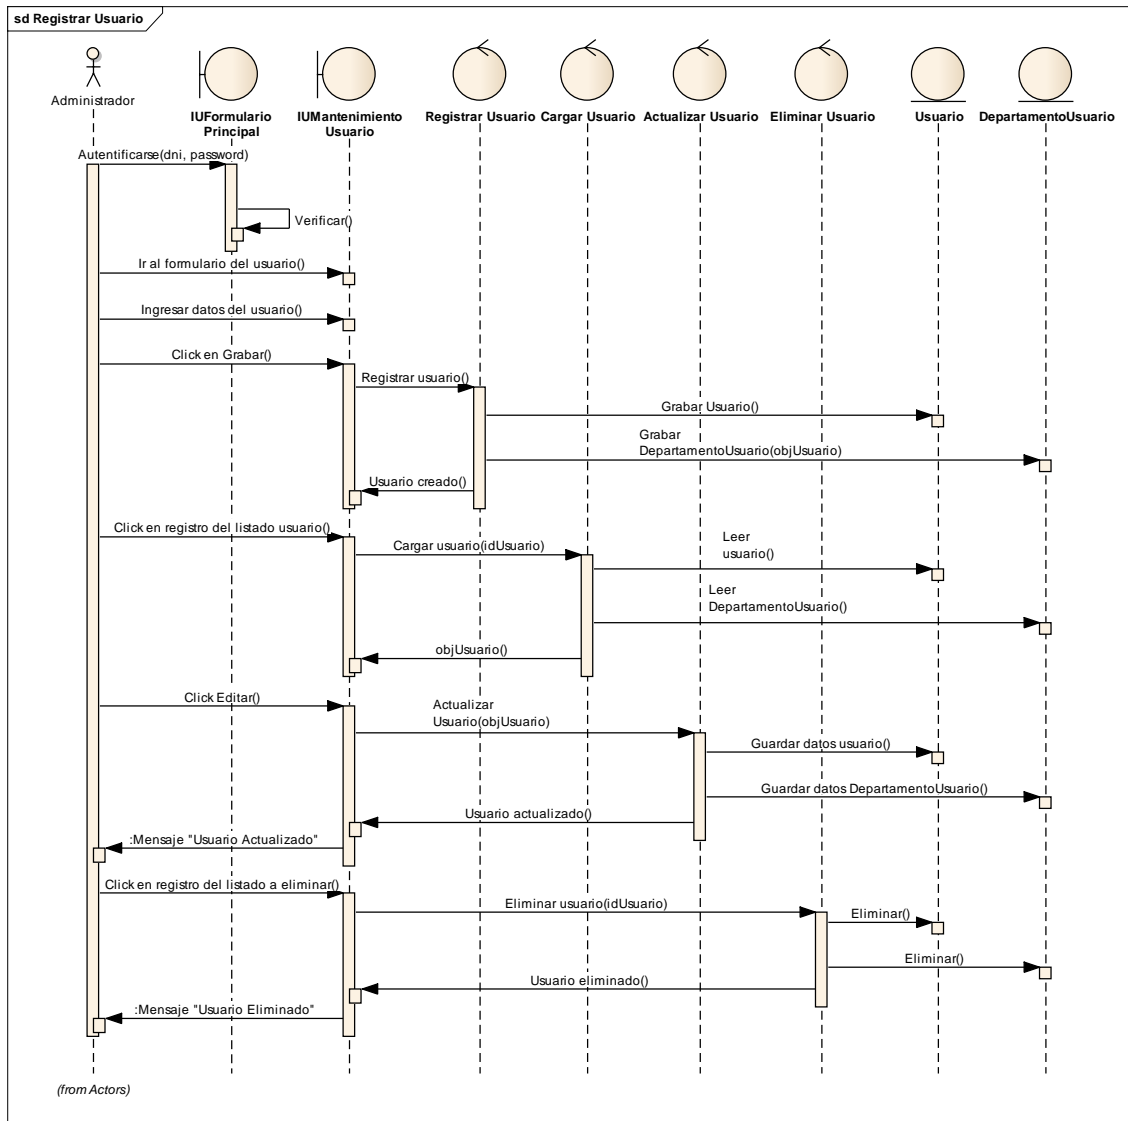 sd Registrar Usuario
Administrador
IUFormulario
Principal
IUMantenimiento
Usuario
Registrar Usuario
Cargar Usuario
Actualizar Usuario
Eliminar Usuario
Usuario
DepartamentoUsuario
Autentificarse(dni, password)
Verificar()
Ir al formulario del usuario()
Ingresar datos del usuario()
Click en Grabar()
Registrar usuario()
Grabar Usuario()
Grabar
DepartamentoUsuario(objUsuario)
Usuario creado()
Click en registro del listado usuario()
Cargar usuario(idUsuario)
Leer
usuario()
Leer
DepartamentoUsuario()
objUsuario()
Click Editar()
Actualizar
Usuario(objUsuario)
Guardar datos usuario()
Guardar datos DepartamentoUsuario()
Usuario actualizado()
:Mensaje "Usuario Actualizado"
Click en registro del listado a eliminar()
Eliminar usuario(idUsuario)
Eliminar()
Eliminar()
Usuario eliminado()
:Mensaje "Usuario Eliminado"
(from Actors)